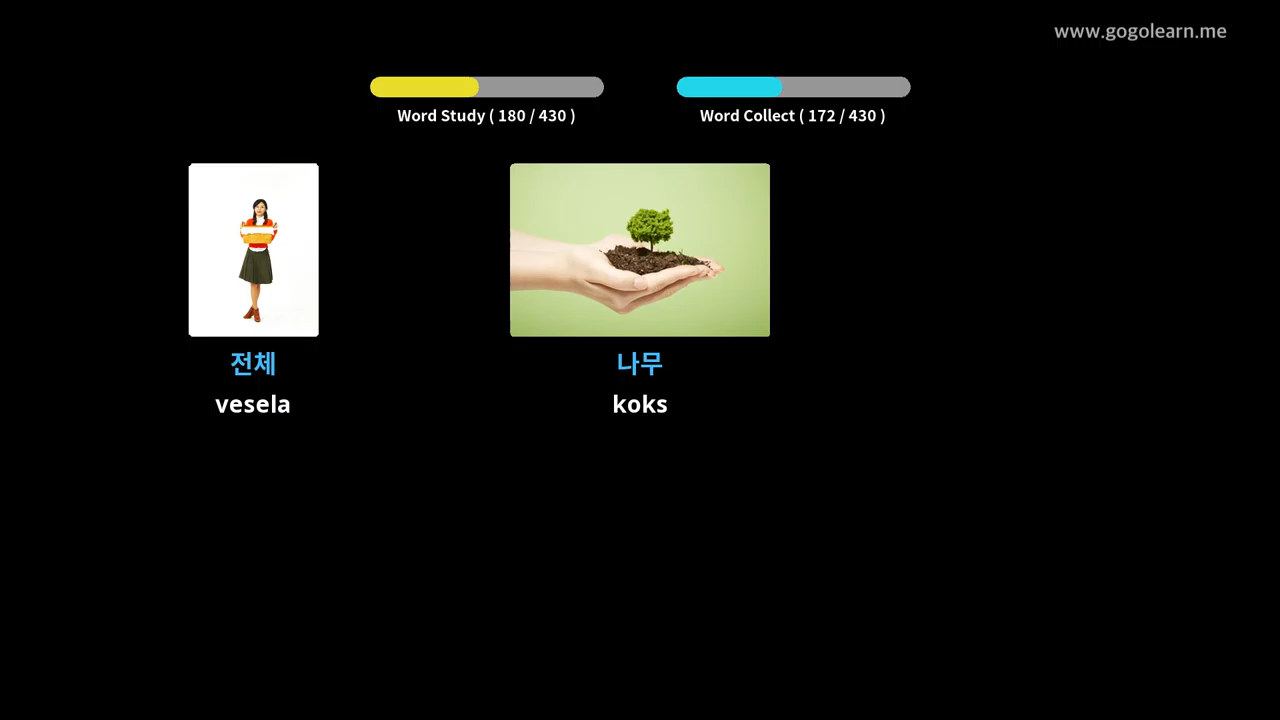 www.gogolearn.me
Word Study ( 180 / 430 )
Word Collect ( 172 / 430 )
전체
vesela
나무
koks